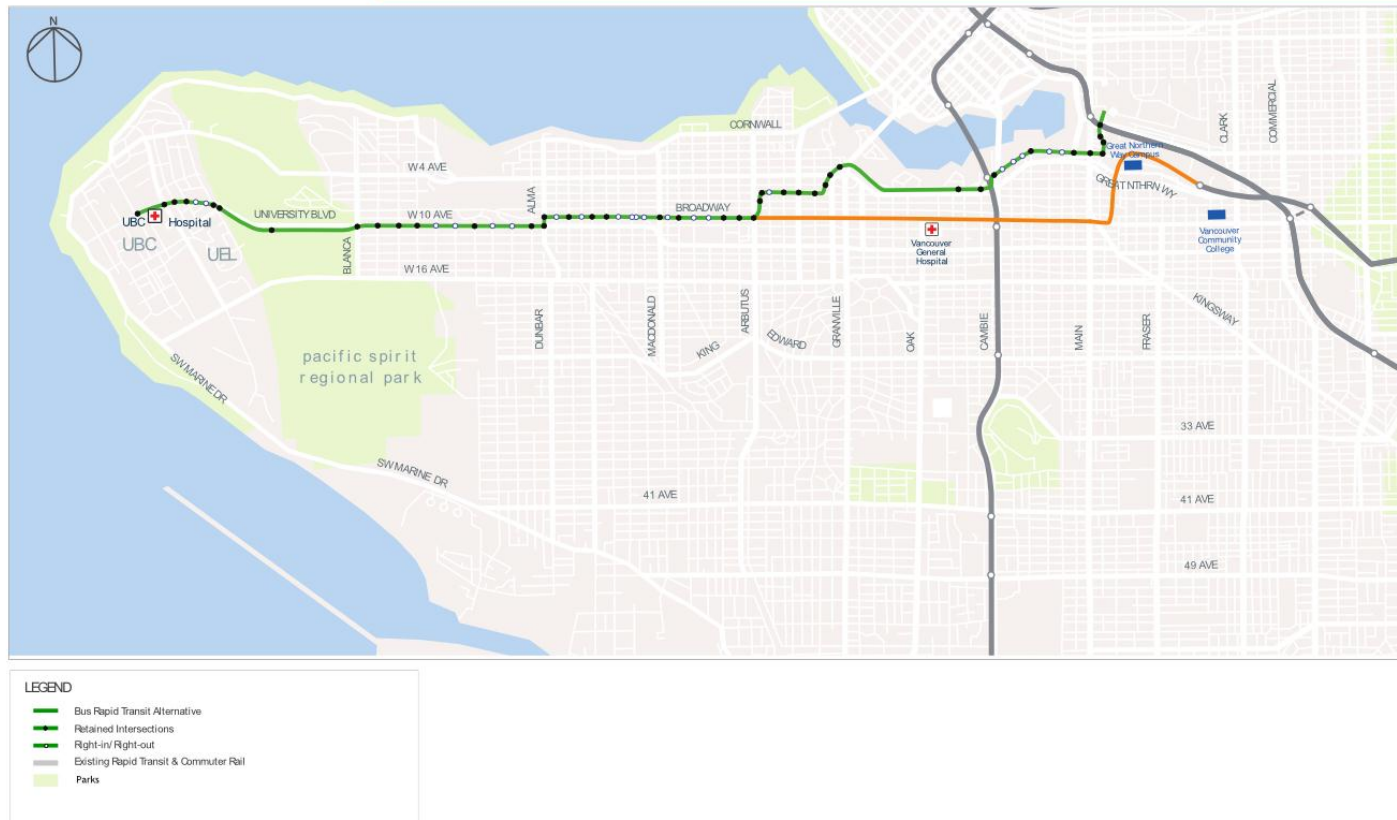 N
CORNWALL
CLARK
COMMERCIAL
Great Northern
Way Campus
W 4 AVE
GREAT NTHRN WY
ALMA
UNIVERSITY BLVD
W 10 AVE
BROADWAY
UBC Hospital
UBC
UEL
BLANCA
Vancouver
General
Hospital
Vancouver
Community
College
W 16 AVE
DUNBAR
MACDONALD
ARBUTUS
GRANVILLE
OAK
CAMBIE
MAIN
FRASER
KINGSWAY
KING
EDWARD
pacific spirit
regional park
SW MARINE DR
33 AVE
SW MARINE DR
41 AVE
41 AVE
49 AVE
LEGEND
Bus Rapid Transit Alternative
Retained Intersections
Right-in/ Right-out
Existing Rapid Transit & Commuter Rail
Parks